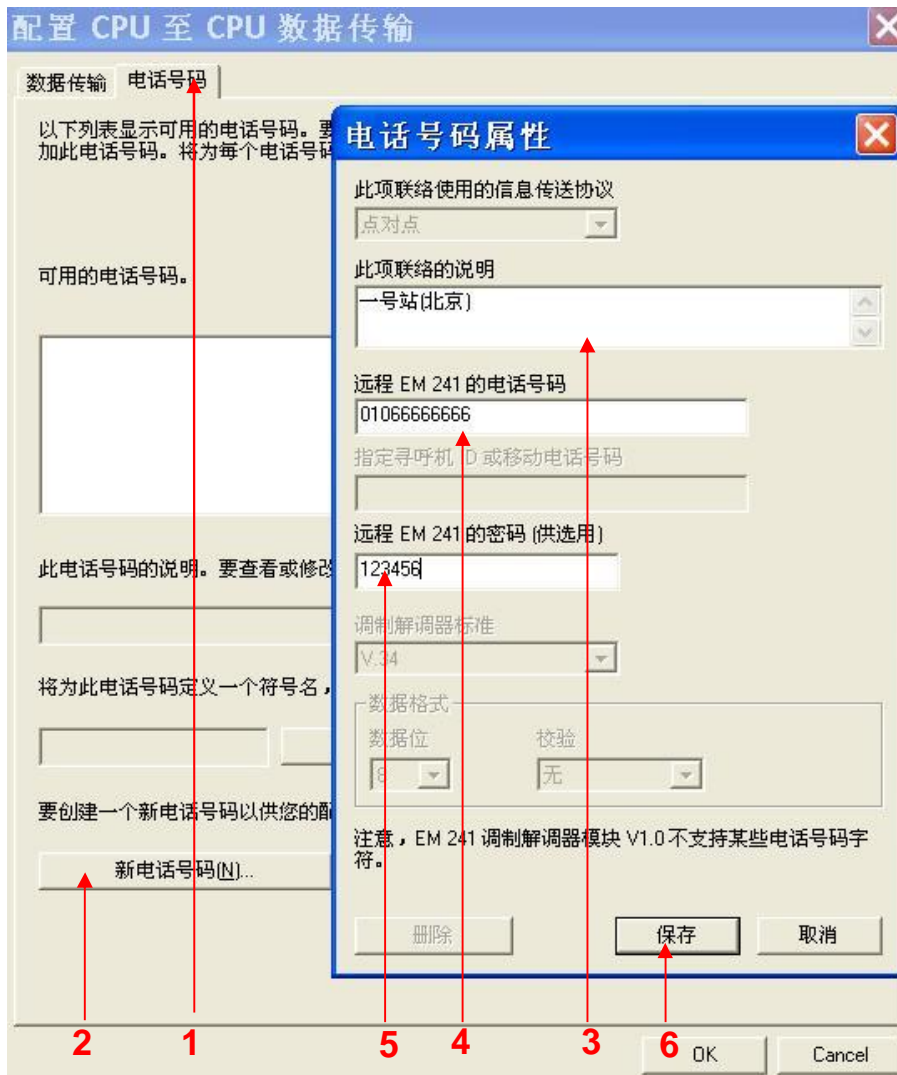 配置 CPU 至 CPU 数据传输
数据传输
电话号码
以下列表显示可用的电话号码。要
加此电话号码。将为每个电话号码
可用的电话号码。
此电话号码的说明。要查看或修改
将为此电话号码定义一个符号名，
要创建一个新电话号码以供您的配
新电话号码(N)...
电话号码属性
此项联络使用的信息传送协议
点对点
此项联络的说明
一号站(北京)
远程 EM 241 的电话号码
01066666666
指定寻呼机 ID 或移动电话号码
远程 EM 241 的密码 (供选用)
123456
调制解调器标准
V.34
数据格式
数据位
校验
8
无
注意，EM 241 调制解调器模块 V1.0 不支持某些电话号码字
符。
删除
保存
取消
2
1
5
4
3
6
OK
Cancel